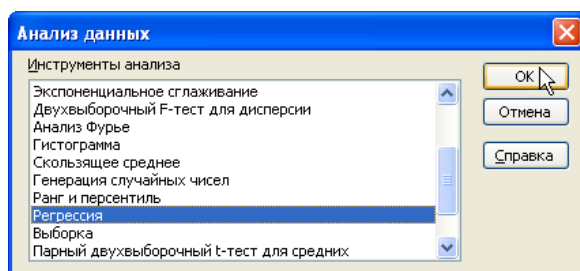 Анализ данных
Инструменты анализа
Экспоненциальное сглаживание
Двухвыборочный F-тест для дисперсии
Анализ Фурье
Гистограмма
Скользящее среднее
Генерация случайных чисел
Ранг и персентиль
Регрессия
Выборка
Парный двухвыборочный t-тест для средних
ОК
Отмена
Справка